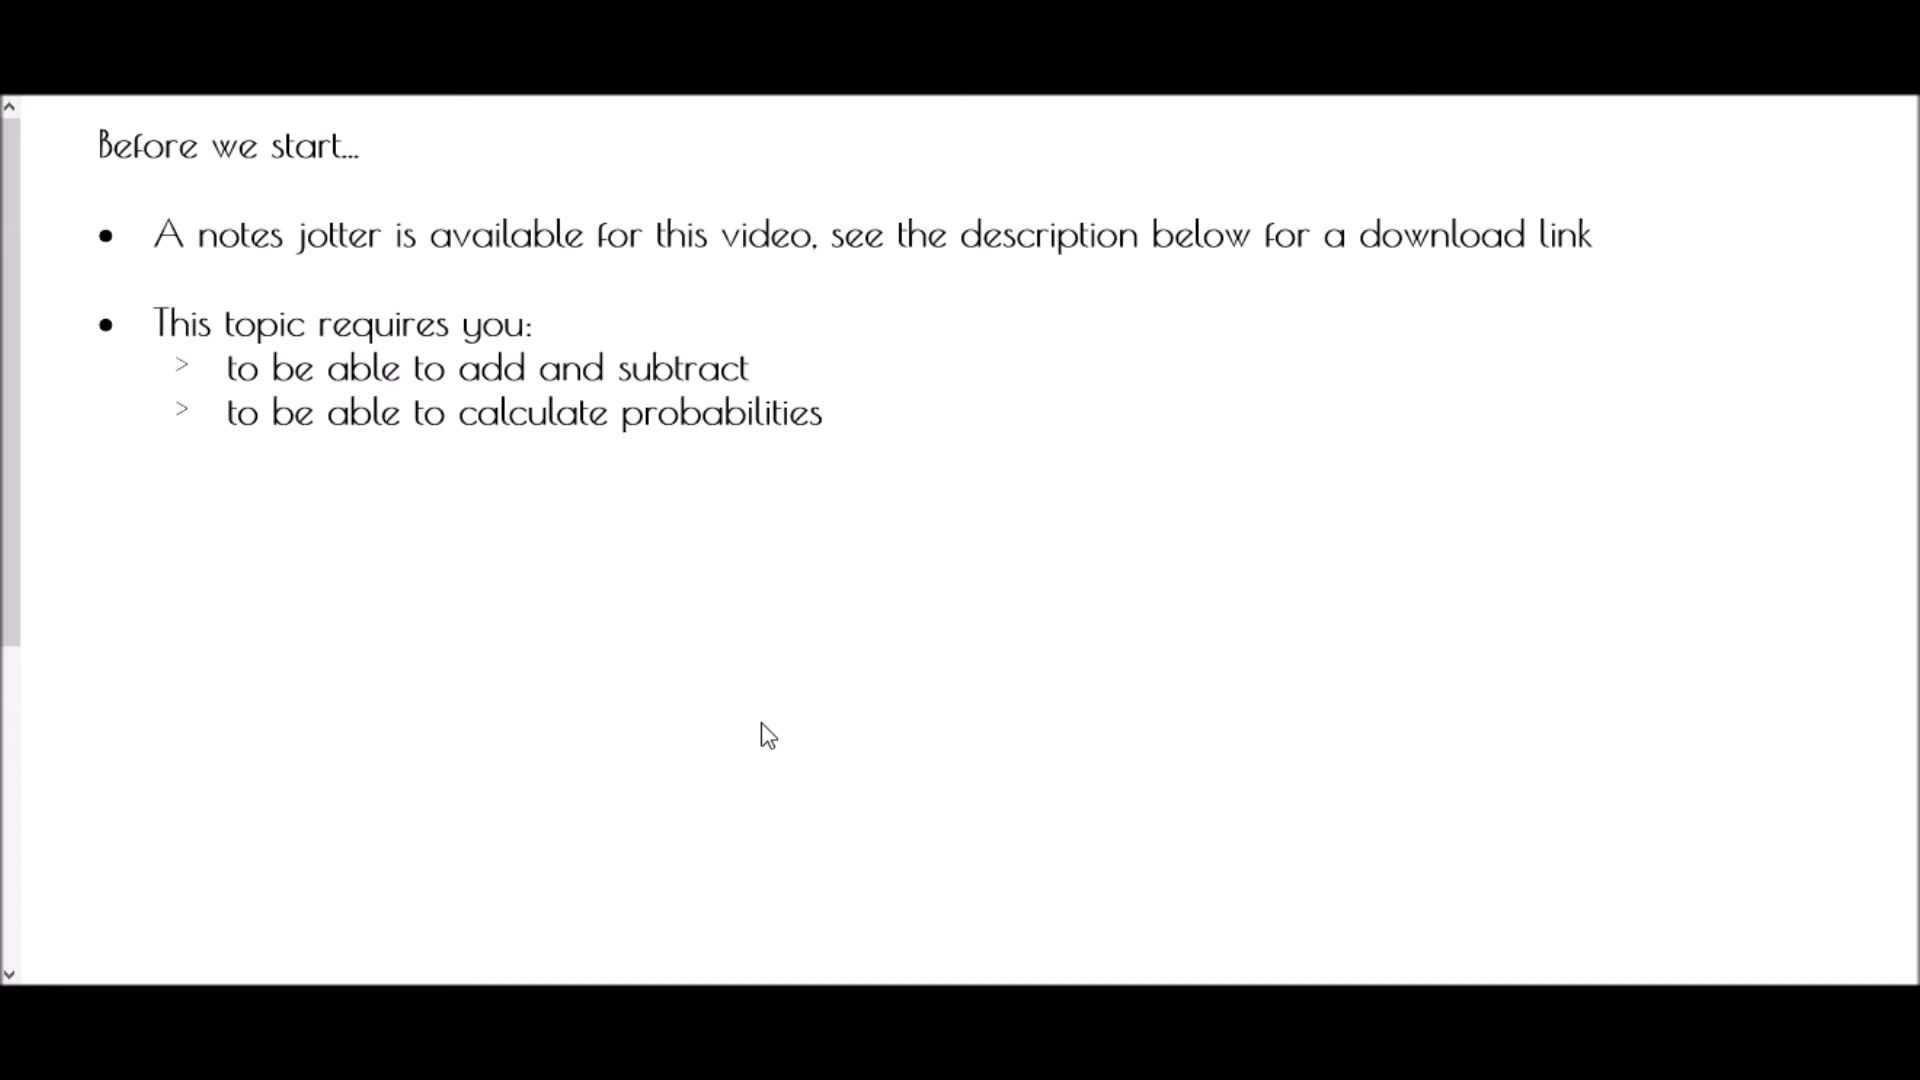 Before we start...
• A notes jotter is available for this video, see the description below for a download link
• This topic requires you:
> to be able to add and subtract
> to be able to calculate probabilities